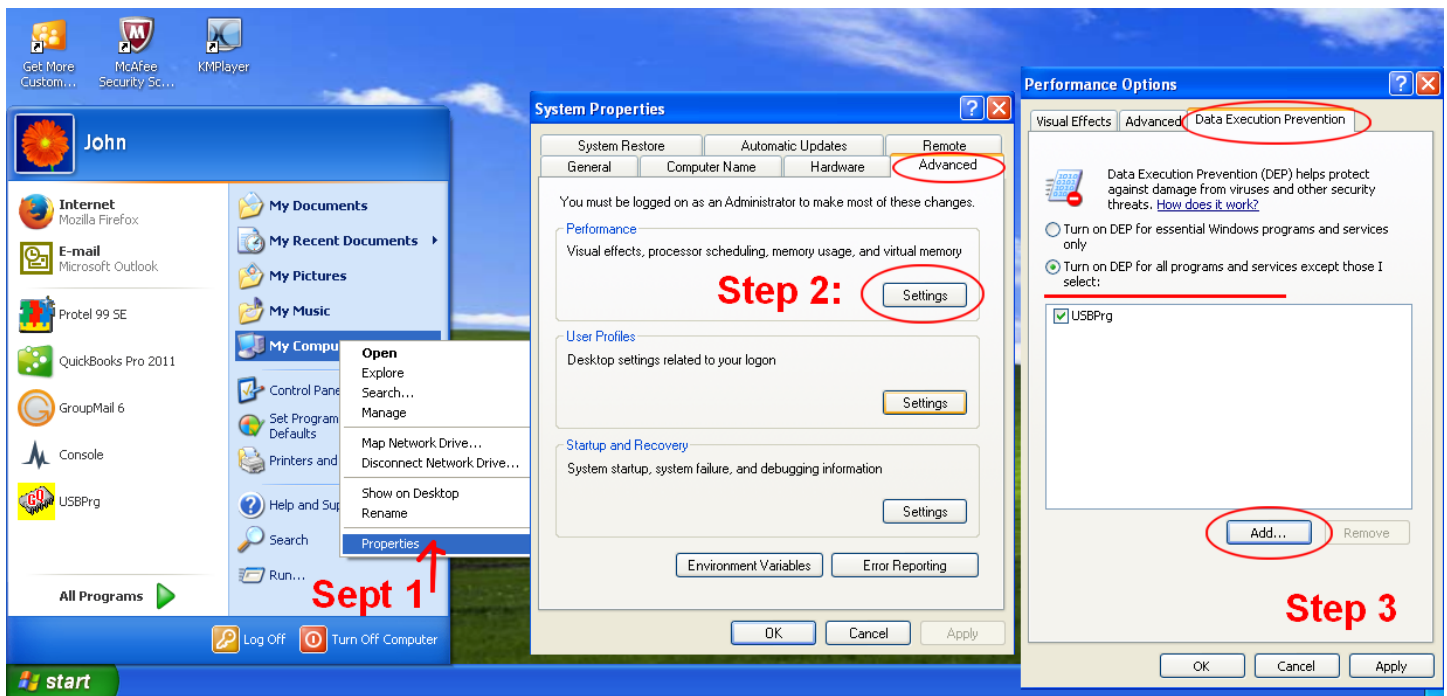 Get More
Custom...
McAfee
Security Sc...
KMPlayer
John
Internet
Mozilla Firefox
E-mail
Microsoft Outlook
Protel 99 SE
QuickBooks Pro 2011
GroupMail 6
Console
USBPrg
All Programs
My Documents
My Recent Documents
My Pictures
My Music
My Compu
Control Pane
Set Program
Defaults
Printers and
Help and Sup
Search
Run...
Log Off
Turn Off Computer
start
Open
Explore
Search...
Manage
Map Network Drive...
Disconnect Network Drive...
Show on Desktop
Rename
Properties
Sept 1
System Properties
System Restore
Automatic Updates
Remote
General
Computer Name
Hardware
Advanced
You must be logged on as an Administrator to make most of these changes.
Performance
Visual effects, processor scheduling, memory usage, and virtual memory
Step 2:
Settings
User Profiles
Desktop settings related to your logon
Settings
Startup and Recovery
System startup, system failure, and debugging information
Settings
Environment Variables
Error Reporting
OK
Cancel
Apply
Performance Options
Visual Effects
Advanced
Data Execution Prevention
Data Execution Prevention (DEP) helps protect
against damage from viruses and other security
threats. How does it work?
Turn on DEP for essential Windows programs and services
only
Turn on DEP for all programs and services except those I
select:
USBPrg
Add...
Remove
Step 3
OK
Cancel
Apply